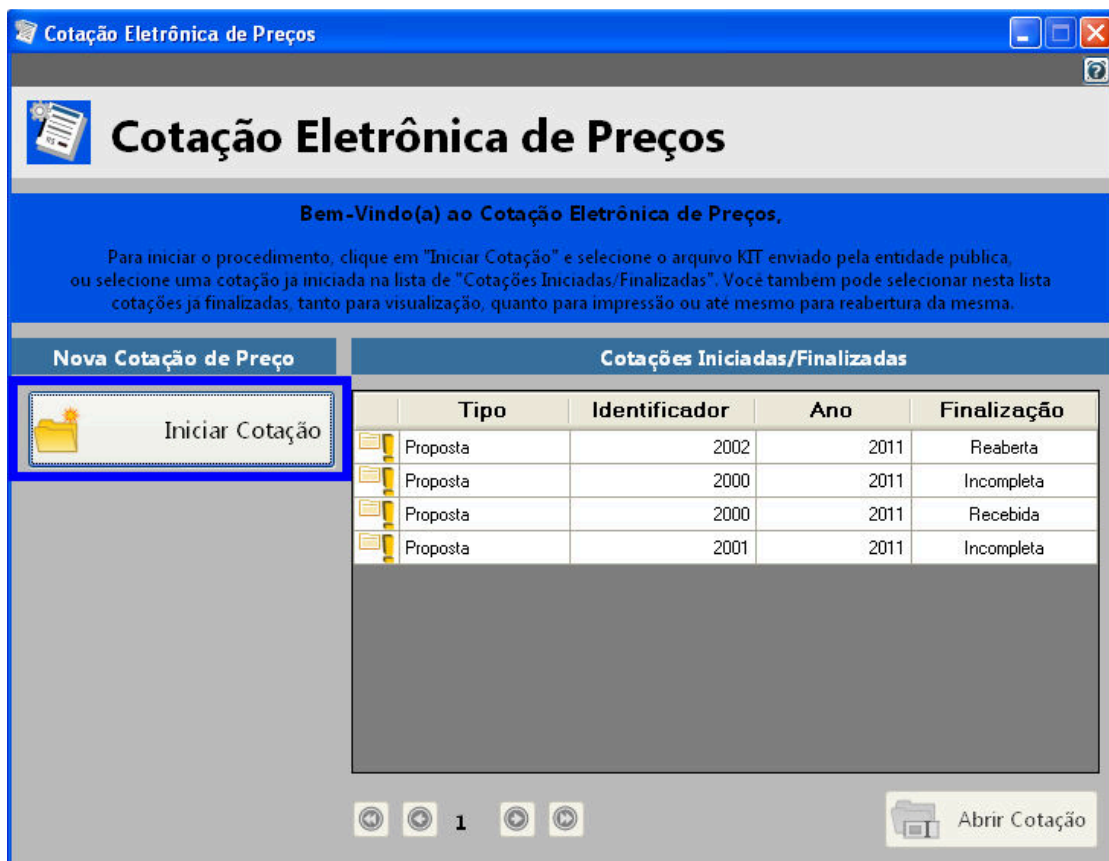 Cotação Eletrônica de Preços
Cotação Eletrônica de Preços
Bem-Vindo(a) ao Cotação Eletrônica de Preços,
Para iniciar o procedimento, clique em "Iniciar Cotação" e selecione o arquivo KIT enviado pela entidade pública,
ou selecione uma cotação ja iniciada na lista de "Cotações Iniciadas/Finalizadas". Você tambem pode selecionar nesta lista
cotações já finalizadas, tanto para visualização, quanto para impressão ou até mesmo para reabertura da mesma.
Nova Cotação de Preço
Cotações Iniciadas/Finalizadas
Iniciar Cotação
Tipo Identificador Ano Finalização
Proposta 2002 2011 Reaberta
Proposta 2000 2011 Incompleta
Proposta 2000 2011 Recebida
Proposta 2001 2011 Incompleta
1
Abrir Cotação